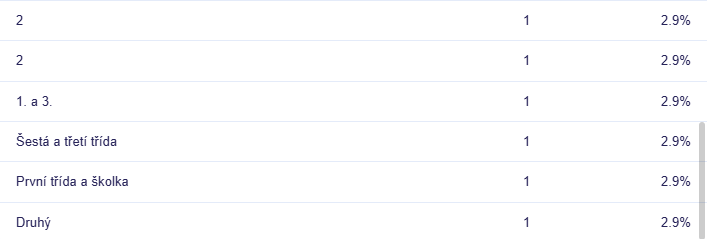 2 1 2.9%
2 1 2.9%
1. a 3. 1 2.9%
Šestá a třetí třída 1 2.9%
První třída a školka 1 2.9%
Druhý 1 2.9%